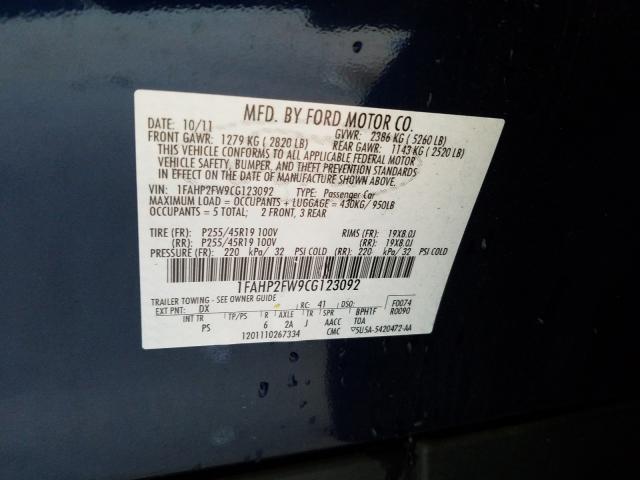 MFD. BY FORD MOTOR CO.
DATE: 10/11 GVWR: 2386 KG ( 5260 LB)
FRONT GAWR: 1279 KG ( 2820 LB) REAR GAWR: 1143 KG ( 2520 LB)
THIS VEHICLE CONFORMS TO ALL APPLICABLE FEDERAL MOTOR
VEHICLE SAFETY, BUMPER, AND THEFT PREVENTION STANDARDS
IN EFFECT ON THE DATE OF MANUFACTURE SHOWN ABOVE.
VIN: 1FAHP2FW9CG123092 TYPE: Passenger Car
MAXIMUM LOAD = OCCUPANTS + LUGGAGE = 430KG/ 950LB
OCCUPANTS = 5 TOTAL; 2 FRONT, 3 REAR
TIRE (FR): P255/45R19 100V RIMS (FR): 19X8.0J
(RR): P255/45R19 100V (RR): 19X8.0J
PRESSURE (FR): 220 kPa/ 32 PSI COLD (RR): 220 kPa/ 32 PSI COLD
1FAHP2FW9CG123092
TRAILER TOWING - SEE OWNER GUIDE
EXT PNT: DX RC: 41 DSO: F0074
INT TR TP/PS R AXLE TR SPR BPH1F R0090
PS 6 2A J AACC TDA
1201110267334 CMC 5U5A-5420472-AA